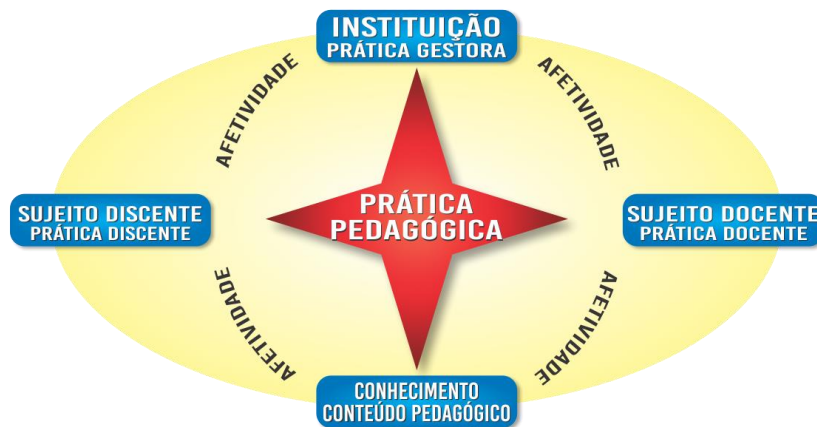 INSTITUIÇÃO
PRÁTICA GESTORA
AFETIVIDADE
AFETIVIDADE
SUJEITO DISCENTE
PRÁTICA DISCENTE
PRÁTICA
PEDAGÓGICA
SUJEITO DOCENTE
PRÁTICA DOCENTE
AFETIVIDADE
AFETIVIDADE
CONHECIMENTO
CONTEÚDO PEDAGÓGICO